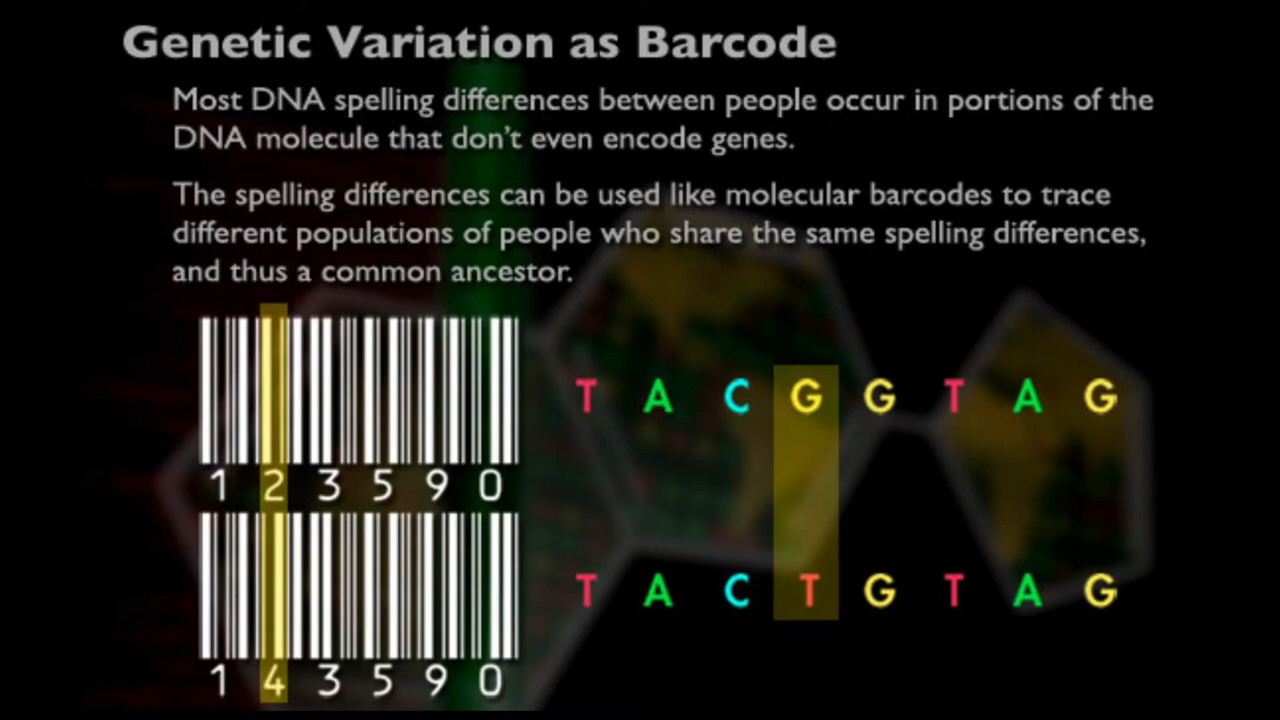 Genetic Variation as Barcode
Most DNA spelling differences between people occur in portions of the
DNA molecule that don't even encode genes.
The spelling differences can be used like molecular barcodes to trace
different populations of people who share the same spelling differences,
and thus a common ancestor.
T A C G G T A G
1 2 3 5 9 0
T A C T G T A G
1 4 3 5 9 0